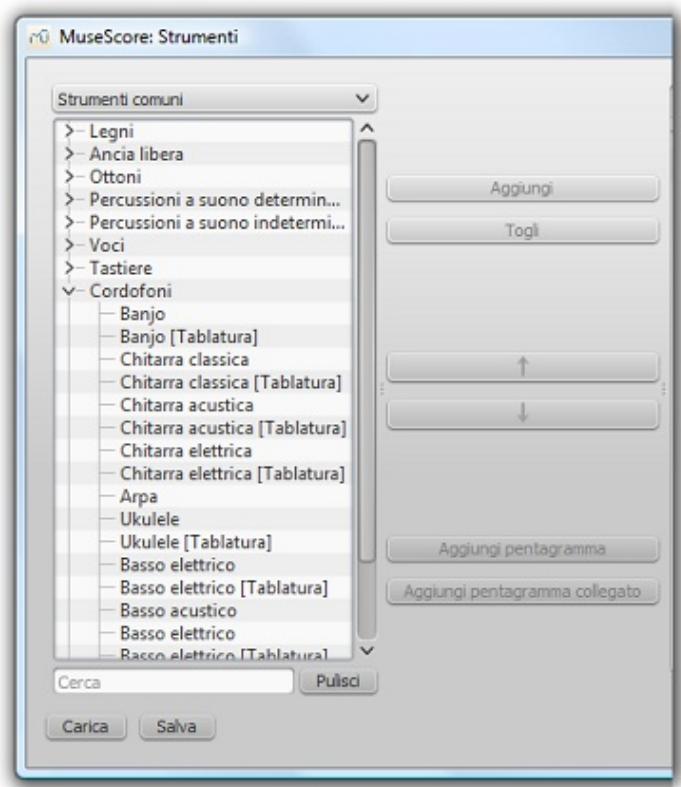 MuseScore: Strumenti
Strumenti comuni
Legni
Ancia libera
Ottoni
Percussioni a suono determin...
Percussioni a suono indetermi...
Voci
Tastiere
Cordofoni
Banjo
Banjo [Tablatura]
Chitarra classica
Chitarra classica [Tablatura]
Chitarra acustica
Chitarra acustica [Tablatura]
Chitarra elettrica
Chitarra elettrica [Tablatura]
Arpa
Ukulele
Ukulele [Tablatura]
Basso elettrico
Basso elettrico [Tablatura]
Basso acustico
Basso elettrico
Basso elettrico [Tablatura]
Cerca
Pulisci
Carica
Salva
Aggiungi
Togli
↑
↓
Aggiungi pentagramma
Aggiungi pentagramma collegato